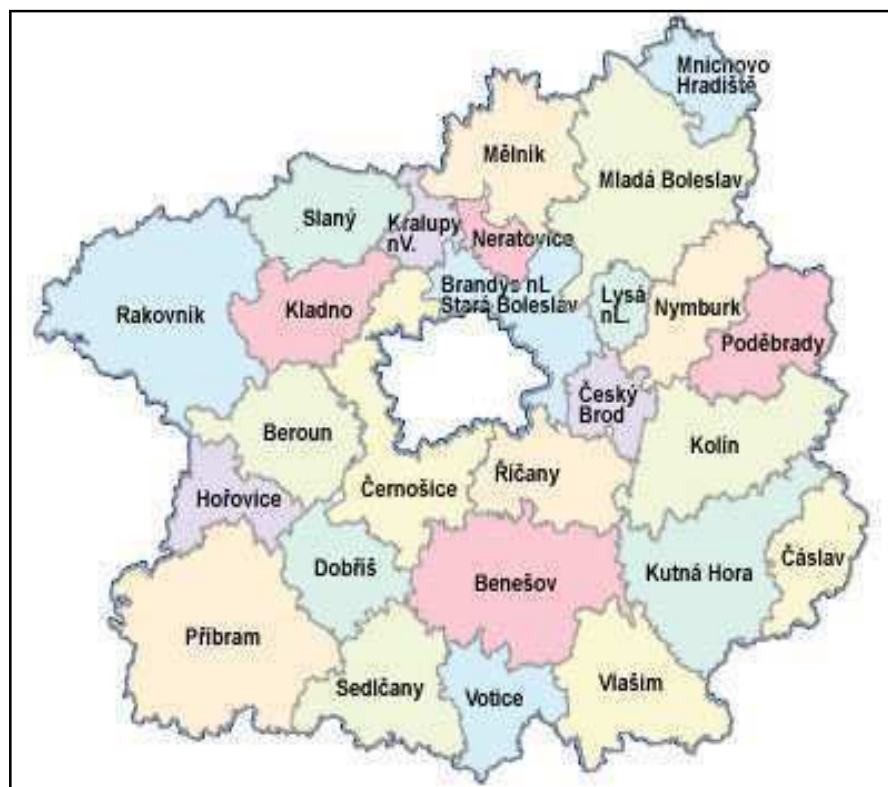 Mnichovo
Hradiště
Mělník
Mladá Boleslav
Slaný
Kralupy
nV.
Neratovice
Brandýs nL
Stará Boleslav
Lysá
nL.
Nymburk
Rakovník
Kladno
Poděbrady
Český
Brod
Beroun
Kolín
Hořovice
Černošice
Říčany
Dobříš
Benešov
Kutná Hora
Čáslav
Příbram
Sedlčany
Votice
Vlašim